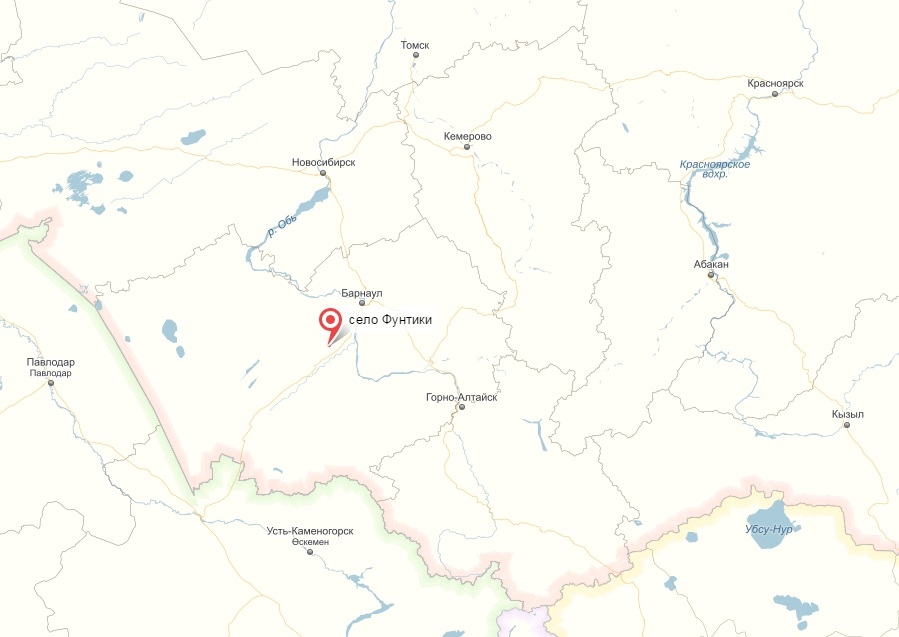 Томск
Красноярск
Кемерово
Новосибирск
Красноярское
вдхр.
р. Обь
Абакан
Барнаул
село Фунтики
Павлодар
Павлодар
Горно-Алтайск
Кызыл
Усть-Каменогорск
Өскемен
Убсу-Нур